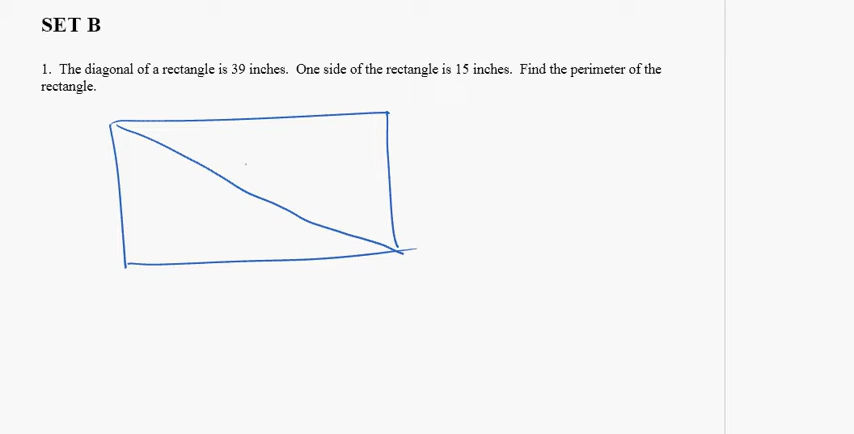 SET B
1. The diagonal of a rectangle is 39 inches. One side of the rectangle is 15 inches. Find the perimeter of the
rectangle.